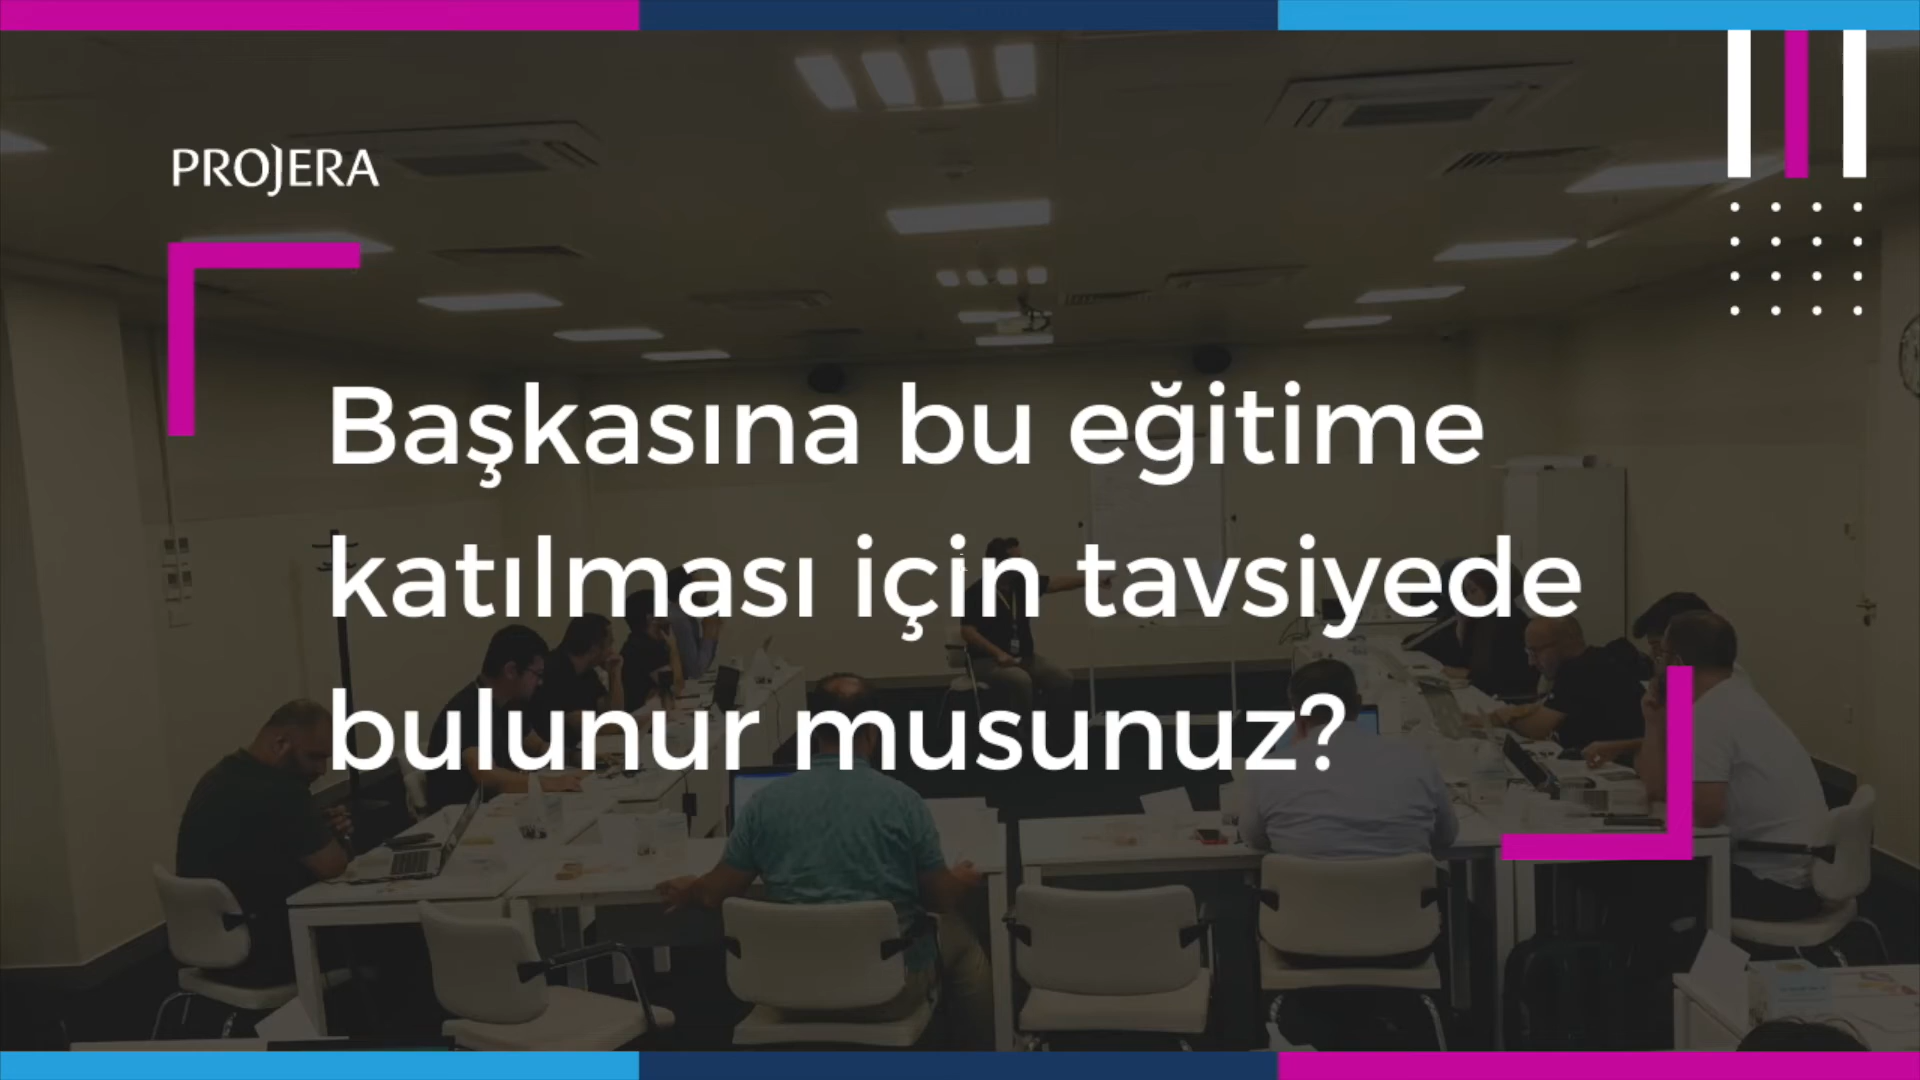 PROJERA
Başkasına bu eğitime
katılması için tavsiyede
bulunur musunuz?